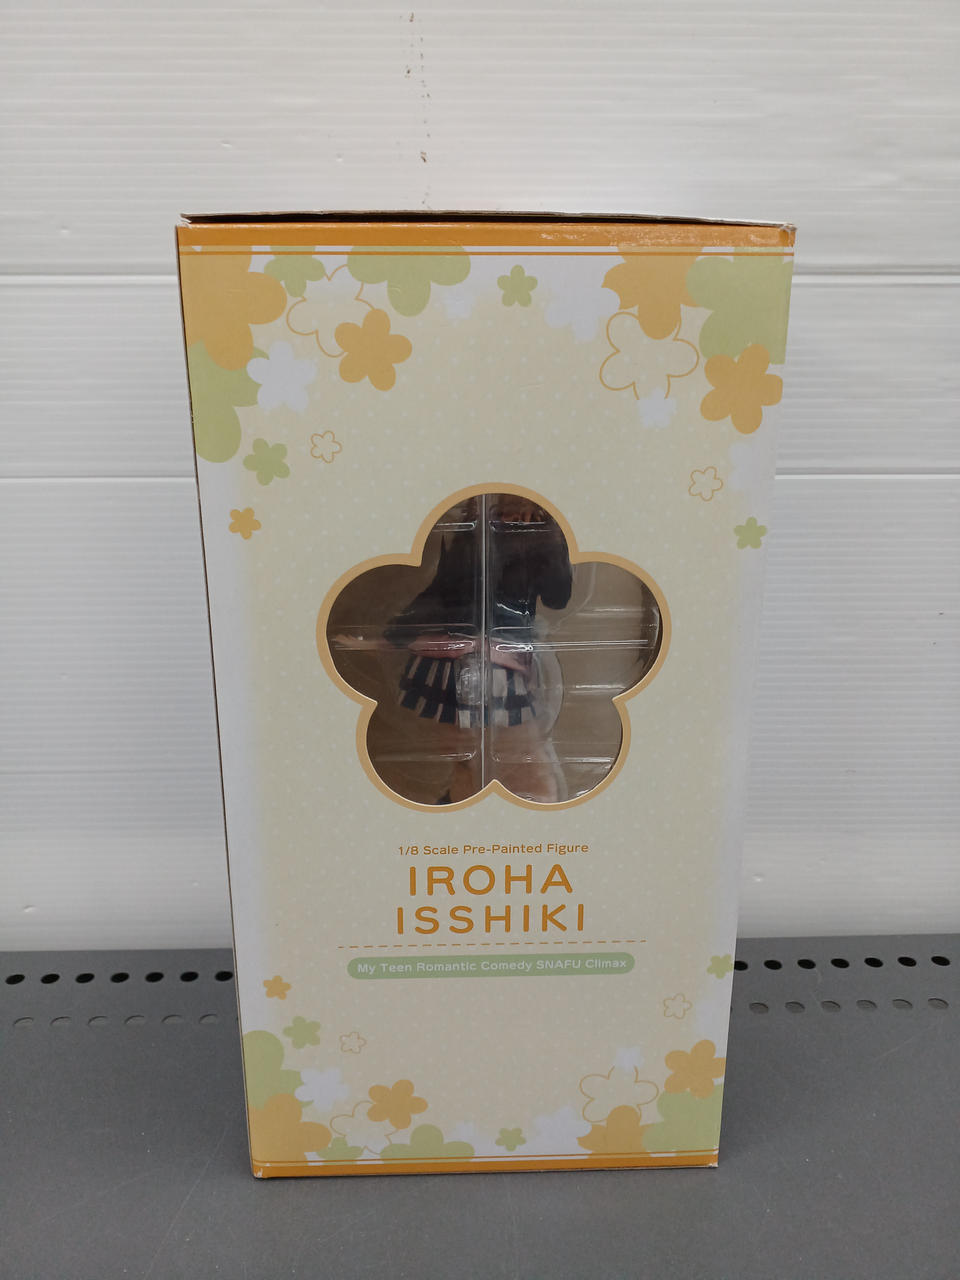 1/8 Scale Pre-Painted Figure
IROHA
ISSHIKI
My Teen Romantic Comedy SNAFU Climax